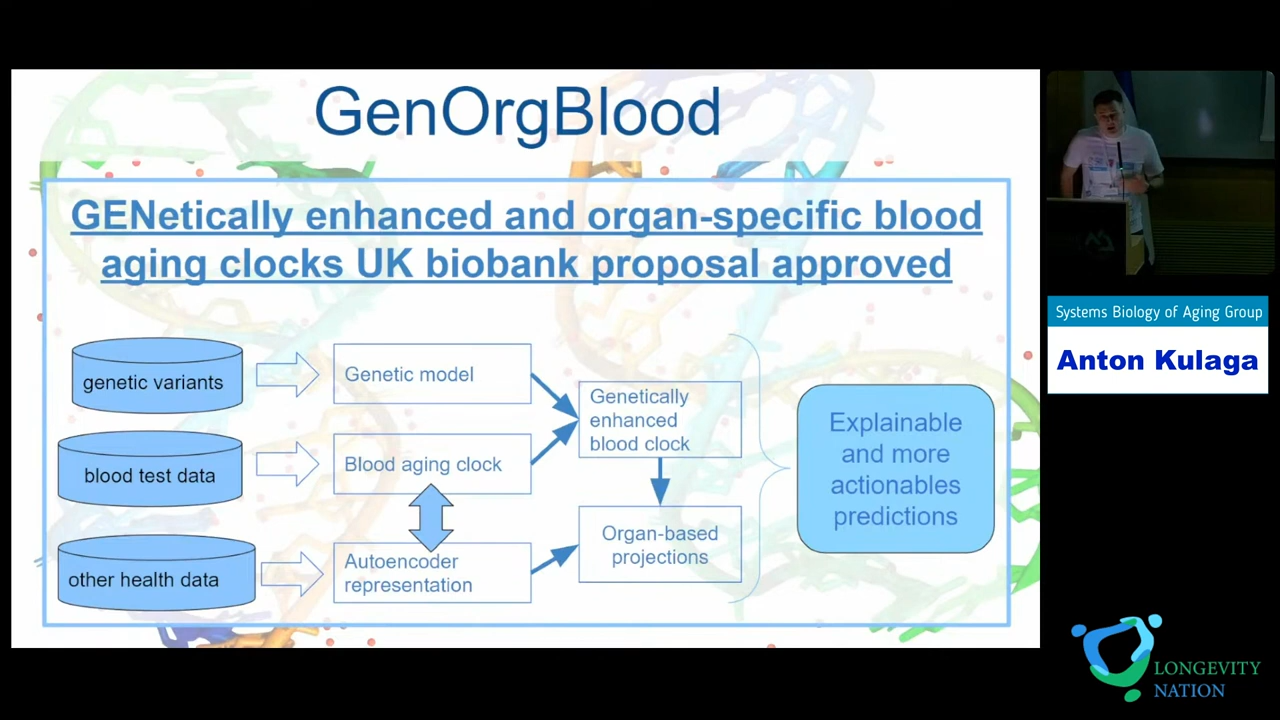 GenOrgBlood
GENetically enhanced and organ-specific blood
aging clocks UK biobank proposal approved
genetic variants
Genetic model
blood test data
Blood aging clock
other health data
Autoencoder
representation
Genetically
enhanced
blood clock
Organ-based
projections
Explainable
and more
actionables
predictions
Systems Biology of Aging Group
Anton Kulaga
LONGEVITY
NATION